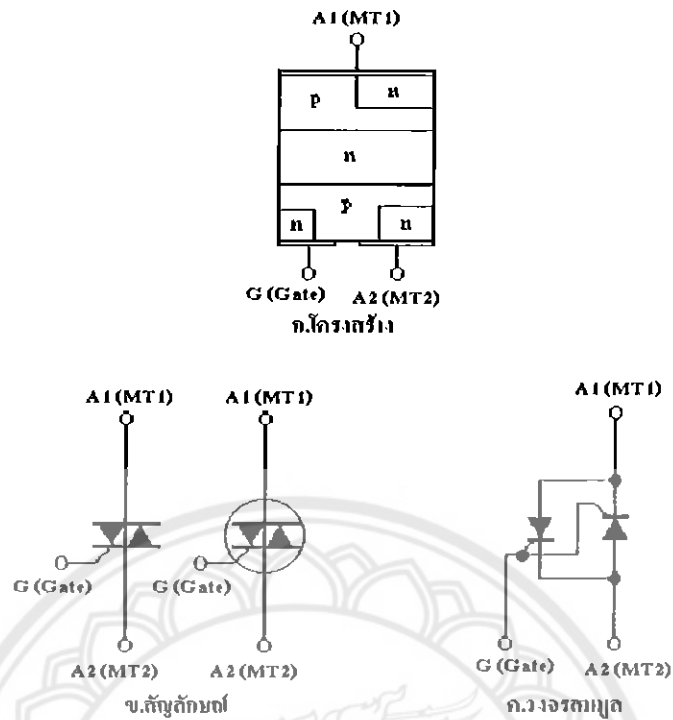 A1(MT1)
p n
n
p
n n
G (Gate) A2 (MT2)
ก.โครงสร้าง
A1(MT1) A1(MT1) A1(MT1)
G (Gate) G (Gate)
A2 (MT2) A2 (MT2) G (Gate) A2 (MT2)
ข.สัญลักษณ์ ค.วงจรสมมูล